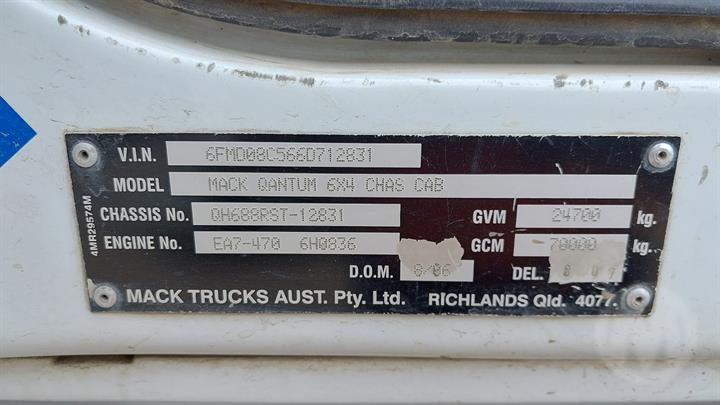 V.I.N. 6FMD08C566D712831
MODEL MACK QANTUM 6X4 CHAS CAB
CHASSIS No. QH688RST-12831 GVM 24700 kg.
ENGINE No. EA7-470 6H0836 GCM 70000 kg.
D.O.M. 8/06 DEL.
MACK TRUCKS AUST. Pty. Ltd. RICHLANDS Qld. 4077.
4MR29574M